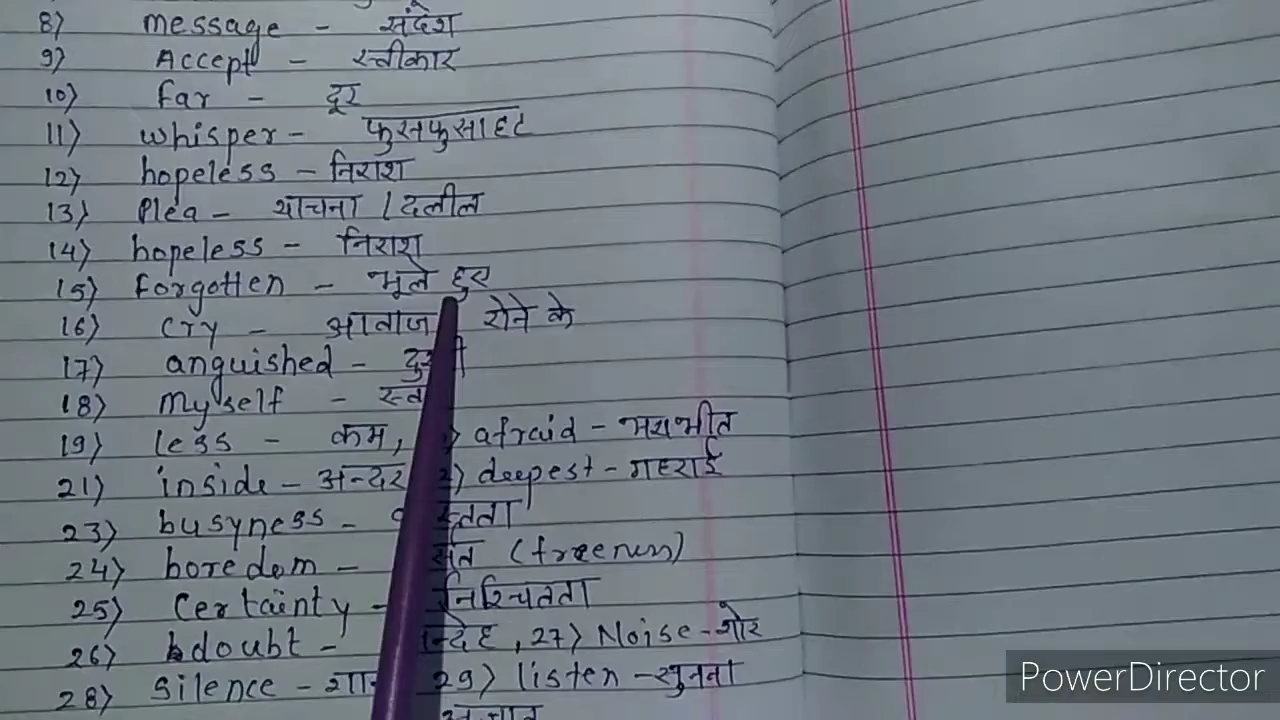 8) message - संदेश
9) Accept - स्वीकार
10) far - दूर
11) whisper - फुसफुसाहट
12) hopeless - निराश
13) Plea - याचना / दलील
14) hopeless - निराश
15) forgotten - भूले हुए
16) cry - आवाज रोने के
17) anguished -
18) myself -
19) less - कम, afraid - भयभीत
21) inside - अन्दर deepest - गहराई
23) busyness -
24) boredom -
25) Certainty - निश्चितता
26) doubt - 27) Noise - शोर
28) silence - 29) listen - सुनना
PowerDirector